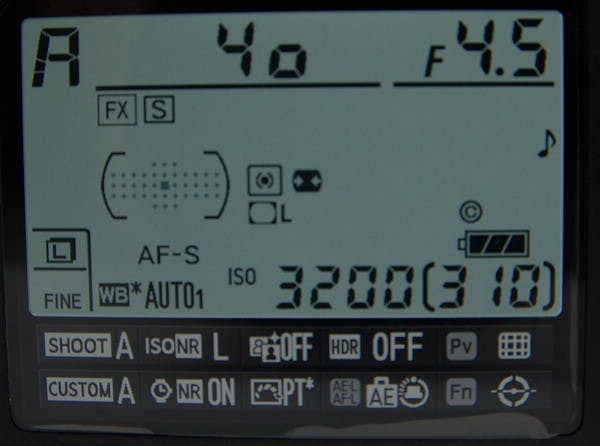 A 40 F4.5
FX S
L
L AF-S
FINE WB*AUTO1 ISO 3200(310)
SHOOT A ISO NR L OFF HDR OFF Pv
CUSTOM A NR ON PT* AE-L AF-L AE Fn